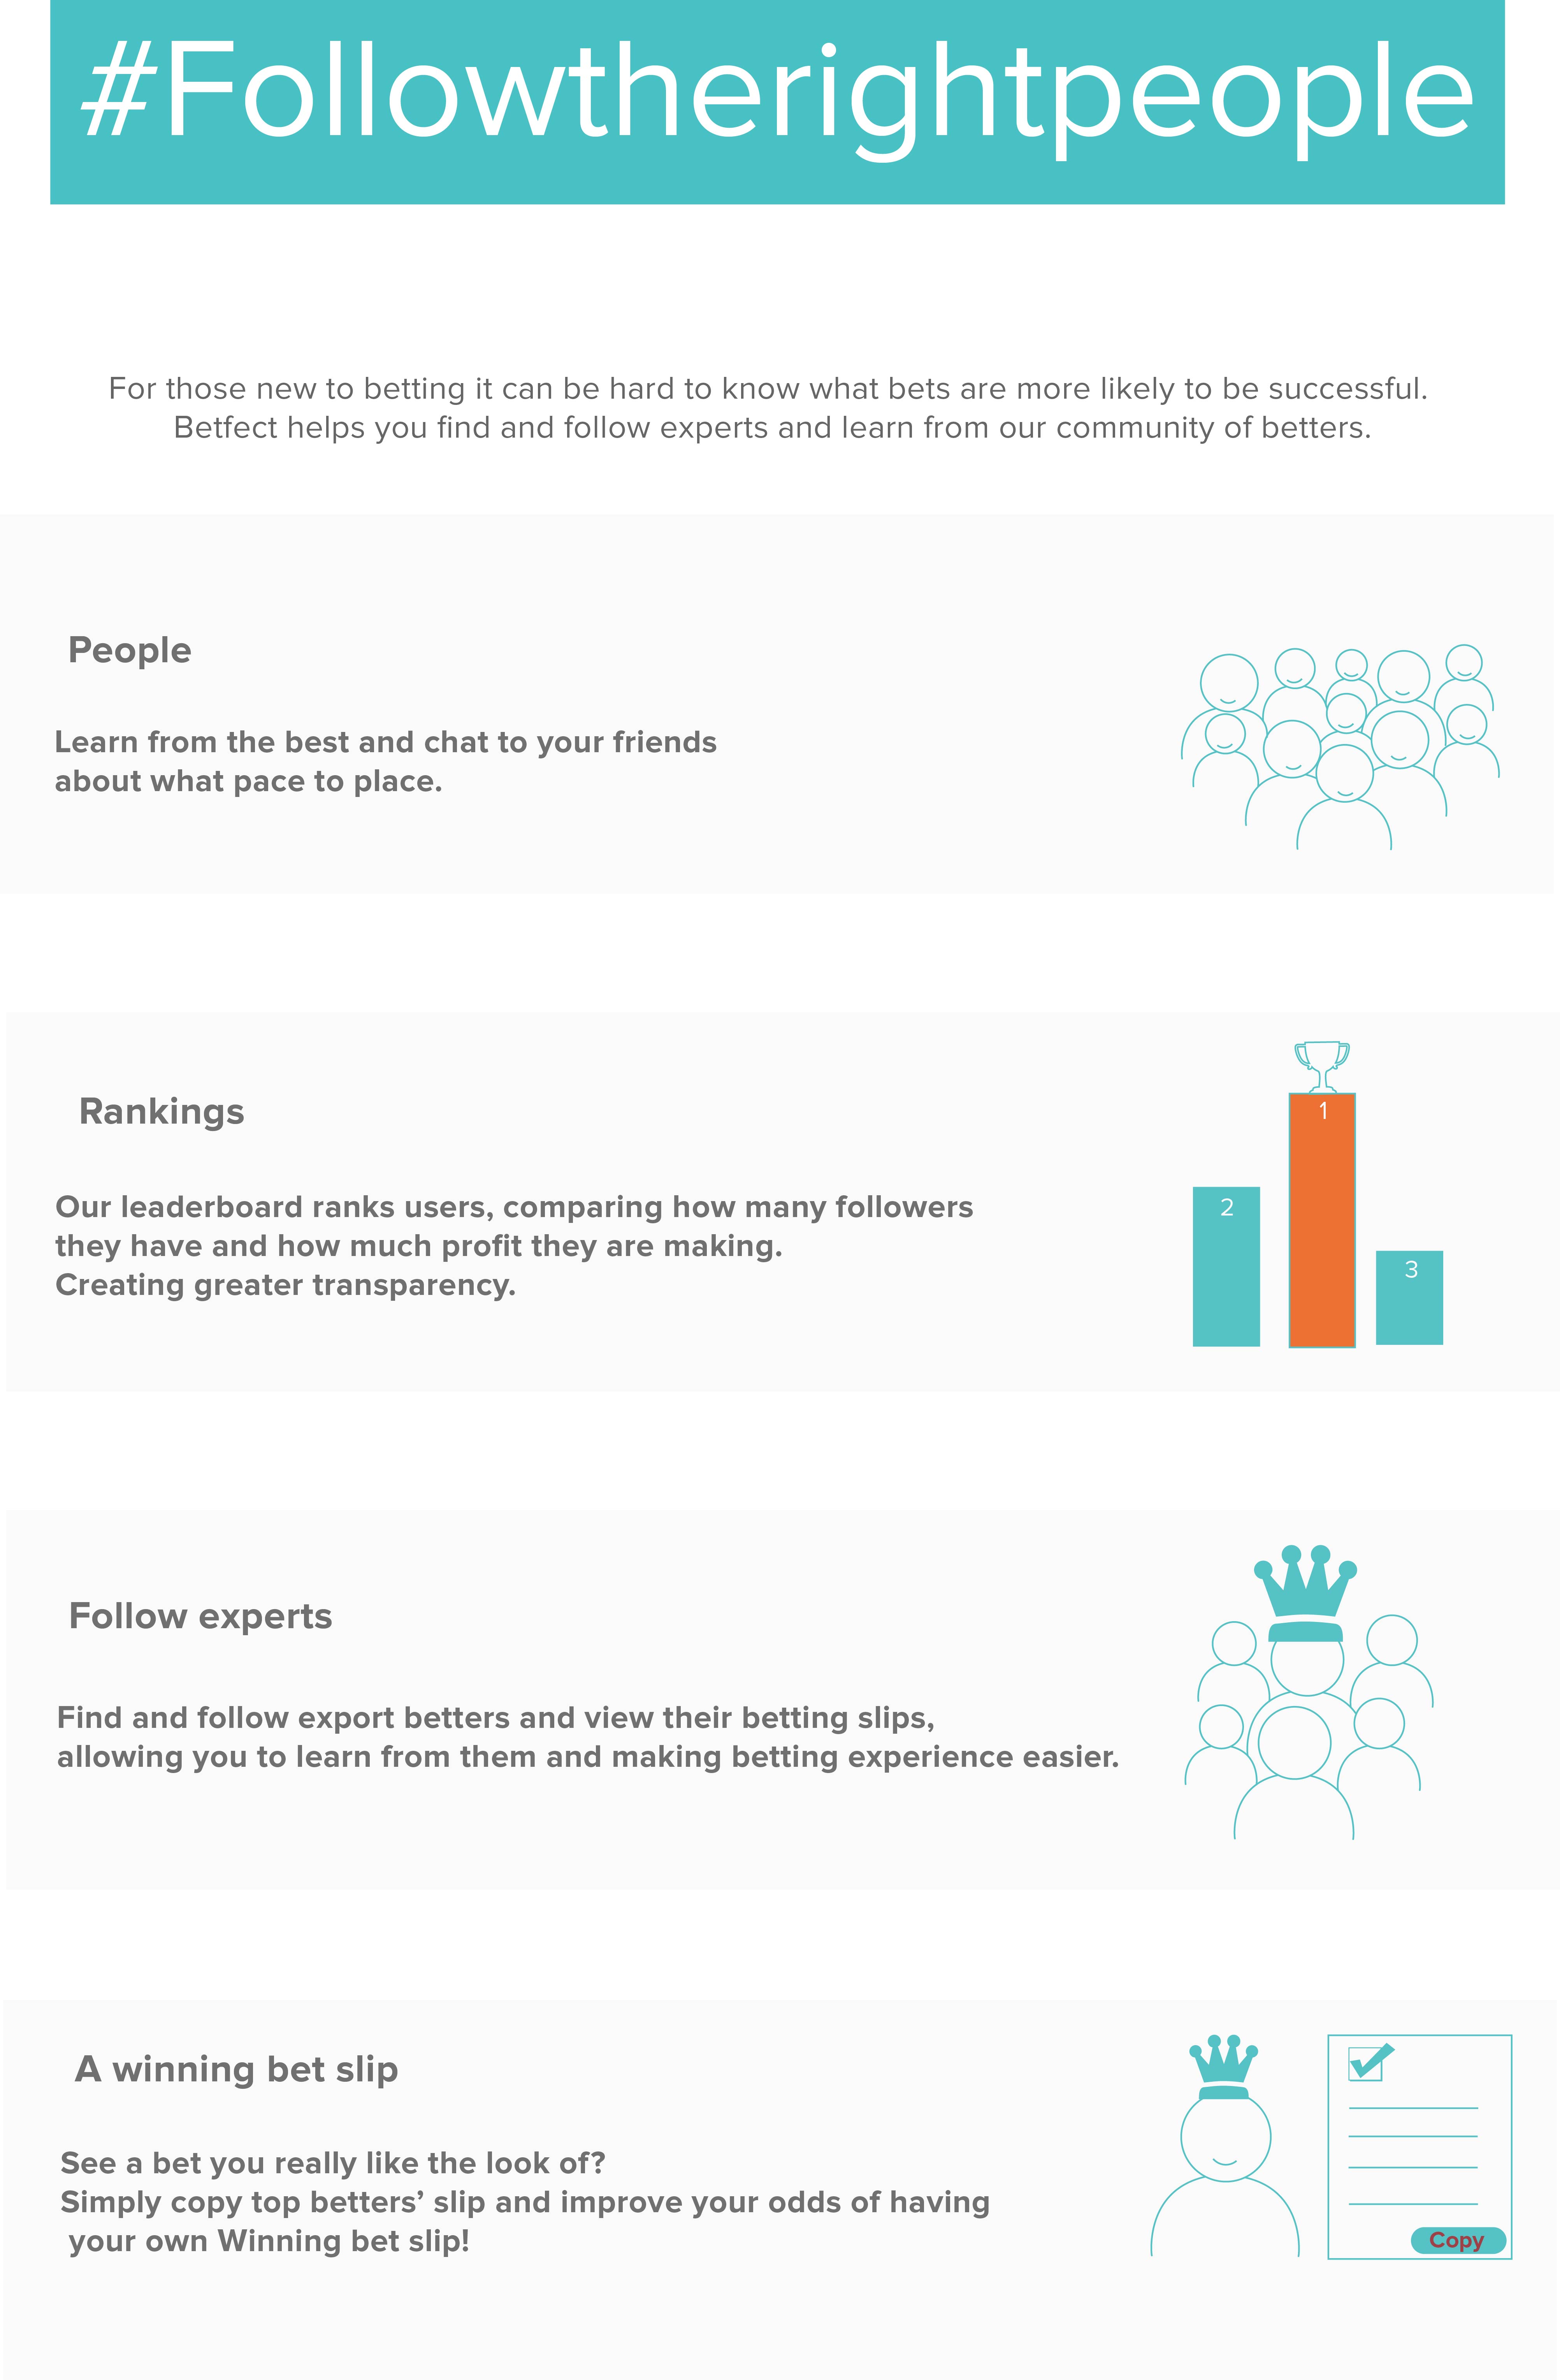 #Followtherightpeople
For those new to betting it can be hard to know what bets are more likely to be successful.
Betfect helps you find and follow experts and learn from our community of betters.
People
Learn from the best and chat to your friends
about what pace to place.
Rankings
Our leaderboard ranks users, comparing how many followers
they have and how much profit they are making.
Creating greater transparency.
1
2
3
Follow experts
Find and follow export betters and view their betting slips,
allowing you to learn from them and making betting experience easier.
A winning bet slip
See a bet you really like the look of?
Simply copy top betters’ slip and improve your odds of having
your own Winning bet slip!
Copy